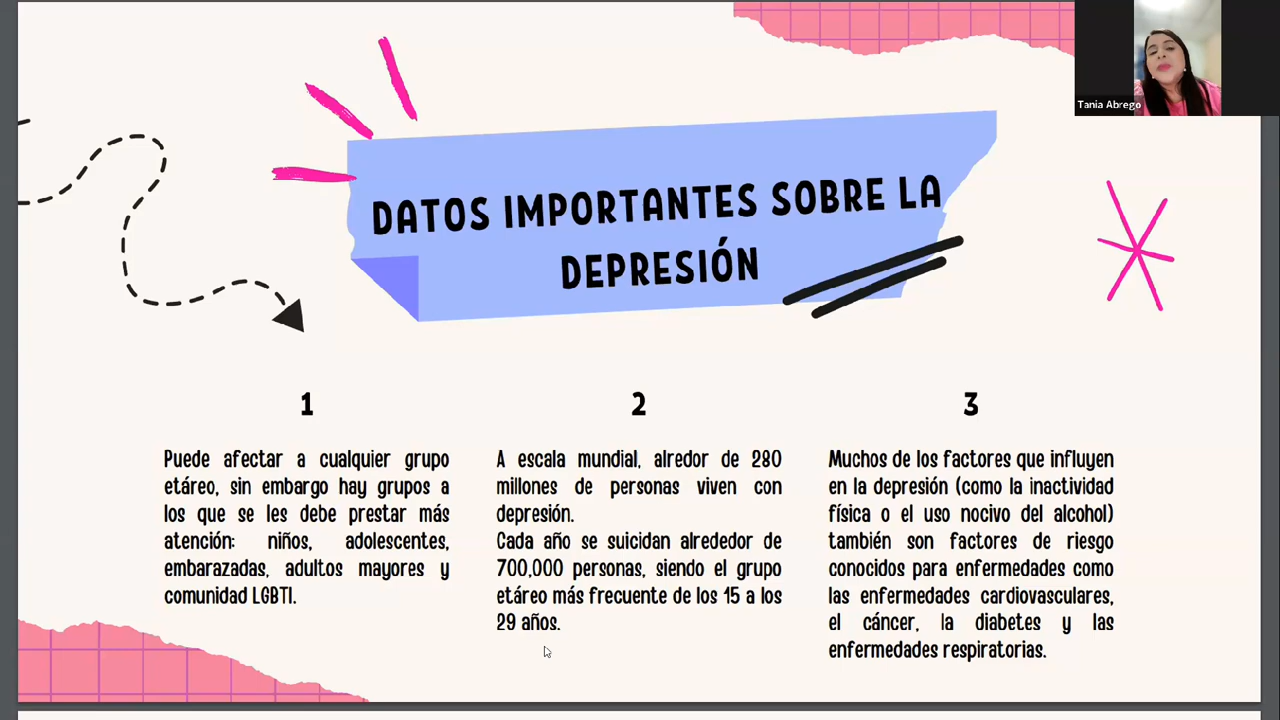 Tania Abrego
DATOS IMPORTANTES SOBRE LA
DEPRESIÓN
1
Puede afectar a cualquier grupo
etáreo, sin embargo hay grupos a
los que se les debe prestar más
atención: niños, adolescentes,
embarazadas, adultos mayores y
comunidad LGBTI.
2
A escala mundial, alredor de 280
millones de personas viven con
depresión.
Cada año se suicidan alrededor de
700,000 personas, siendo el grupo
etáreo más frecuente de los 15 a los
29 años.
3
Muchos de los factores que influyen
en la depresión (como la inactividad
física o el uso nocivo del alcohol)
también son factores de riesgo
conocidos para enfermedades como
las enfermedades cardiovasculares,
el cáncer, la diabetes y las
enfermedades respiratorias.